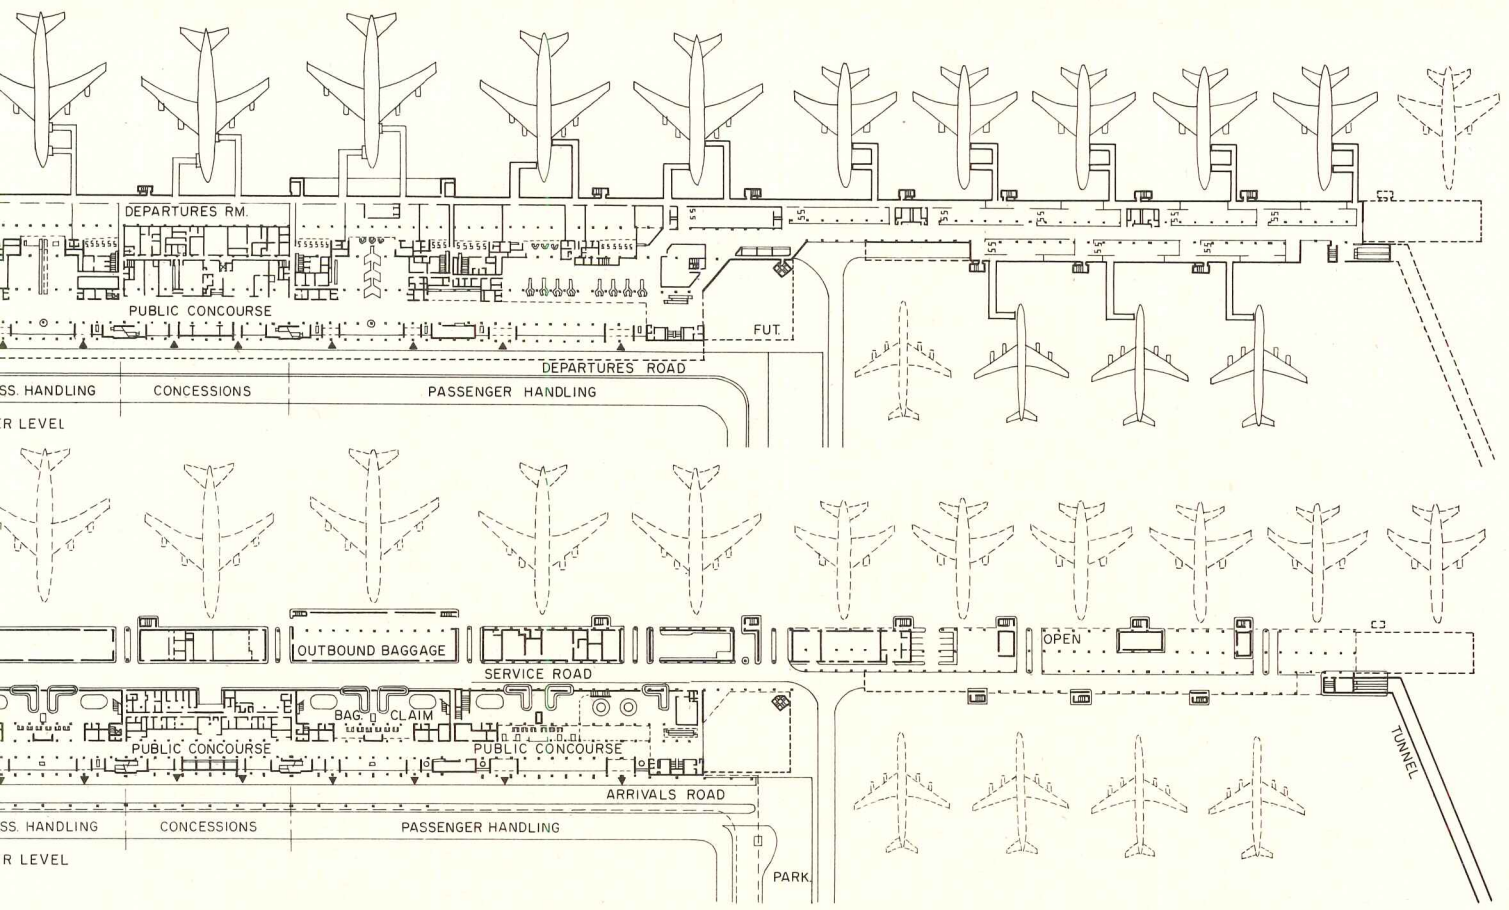 DEPARTURES RM.
PUBLIC CONCOURSE
FUT.
DEPARTURES ROAD
SS. HANDLING
CONCESSIONS
PASSENGER HANDLING
ER LEVEL
OUTBOUND BAGGAGE
OPEN
SERVICE ROAD
BAG. CLAIM
PUBLIC CONCOURSE
PUBLIC CONCOURSE
TUNNEL
ARRIVALS ROAD
SS. HANDLING
CONCESSIONS
PASSENGER HANDLING
R LEVEL
PARK.